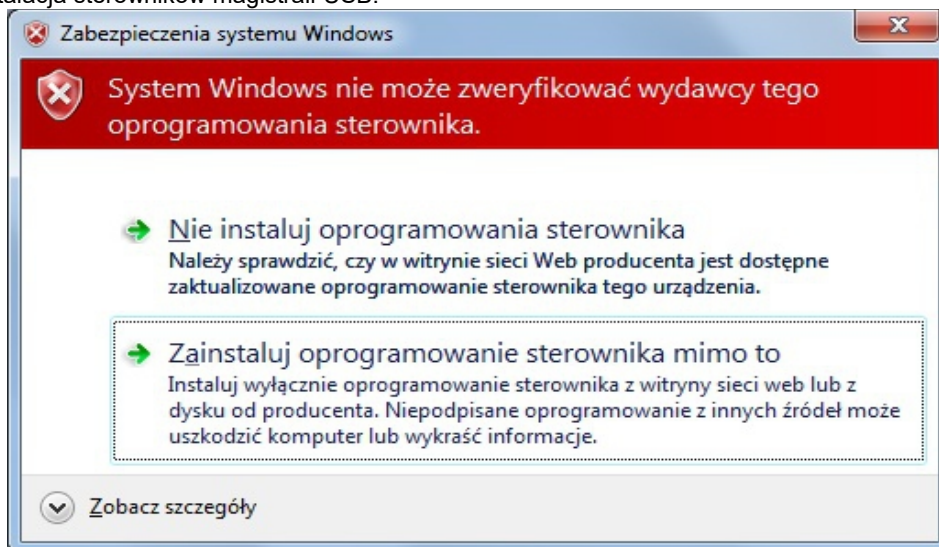 sterowników magistrali USB.
Zabezpieczenia systemu Windows
System Windows nie może zweryfikować wydawcy tego
oprogramowania sterownika.
Nie instaluj oprogramowania sterownika
Należy sprawdzić, czy w witrynie sieci Web producenta jest dostępne
zaktualizowane oprogramowanie sterownika tego urządzenia.
Zainstaluj oprogramowanie sterownika mimo to
Instaluj wyłącznie oprogramowanie sterownika z witryny sieci web lub z
dysku od producenta. Niepodpisane oprogramowanie z innych źródeł może
uszkodzić komputer lub wykraść informacje.
Zobacz szczegóły